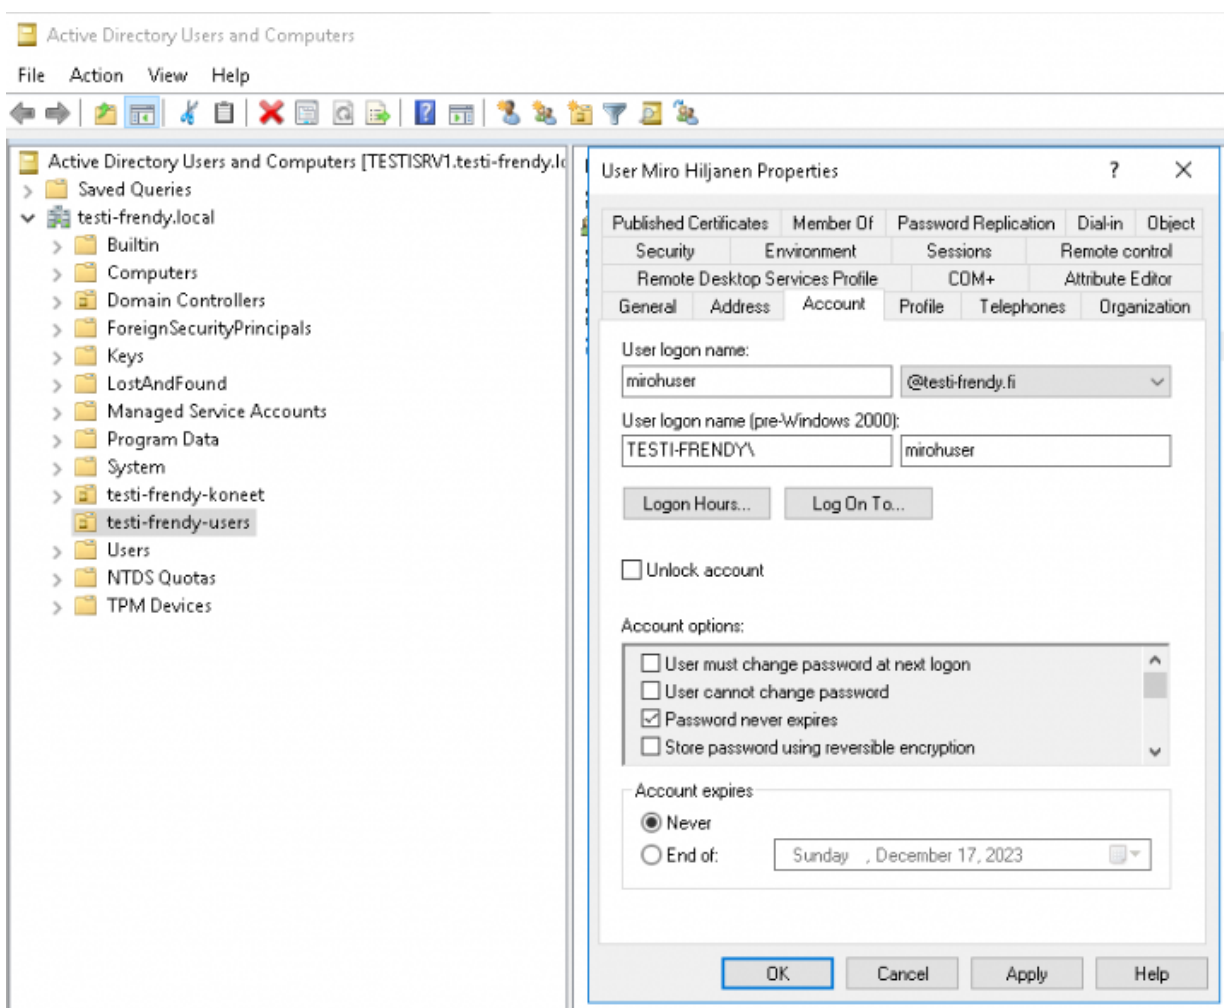 Active Directory Users and Computers
File Action View Help
Active Directory Users and Computers [TESTISRV1.testi-frendy.lo
Saved Queries
testi-frendy.local
Builtin
Computers
Domain Controllers
ForeignSecurityPrincipals
Keys
LostAndFound
Managed Service Accounts
Program Data
System
testi-frendy-koneet
testi-frendy-users
Users
NTDS Quotas
TPM Devices
User Miro Hiljanen Properties
Published Certificates Member Of Password Replication Dial-in Object
Security Environment Sessions Remote control
Remote Desktop Services Profile COM+ Attribute Editor
General Address Account Profile Telephones Organization
User logon name:
mirohuser @testi-frendy.fi
User logon name (pre-Windows 2000):
TESTI-FRENDY\ mirohuser
Logon Hours... Log On To...
Unlock account
Account options:
User must change password at next logon
User cannot change password
Password never expires
Store password using reversible encryption
Account expires
Never
End of: Sunday , December 17, 2023
OK Cancel Apply Help